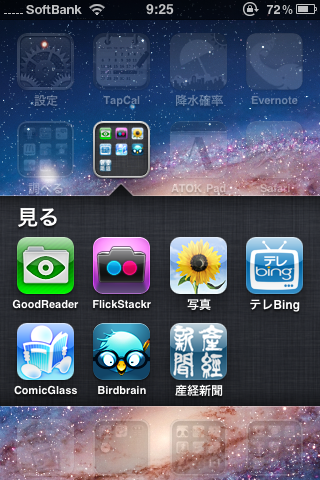 SoftBank 9:25 72%
設定 TapCal 降水確率 Evernote
調べる ATOK Pad Safari
見る
テレ
bing
GoodReader FlickStackr 写真 テレBing
産経
新聞
ComicGlass Birdbrain 産経新聞